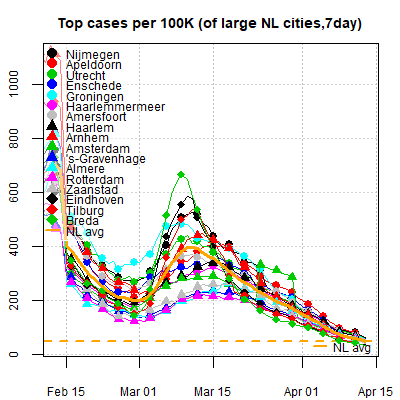 Top cases per 100K (of large NL cities,7day)
Nijmegen
Apeldoorn
Utrecht
Enschede
Groningen
Haarlemmermeer
Amersfoort
Haarlem
Arnhem
Amsterdam
's-Gravenhage
Almere
Rotterdam
Zaanstad
Eindhoven
Tilburg
Breda
NL avg
1 000
800
600
400
200
0
NL avg
Feb 15
Mar 01
Mar 15
Apr 01
Apr 15